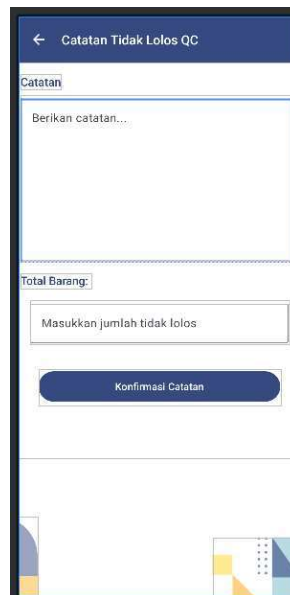 Catatan Tidak Lolos QC
Catatan
Berikan catatan...
Total Barang:
Masukkan jumlah tidak lolos
Konfirmasi Catatan